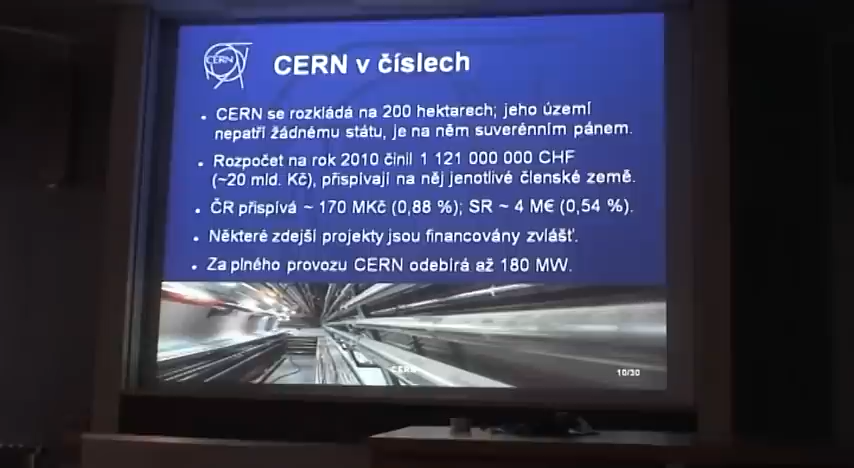 CERN
CERN v číslech
• CERN se rozkládá na 200 hektarech; jeho území
nepatří žádnému státu, je na něm suverénním pánem.
• Rozpočet na rok 2010 činil 1 121 000 000 CHF
(~20 mld. Kč), přispívají na něj jenotlivé členské země.
• ČR přispívá ~ 170 MKč (0,88 %); SR ~ 4 M€ (0,54 %).
• Některé zdejší projekty jsou financovány zvlášť.
• Za plného provozu CERN odebírá až 180 MW.
CERN
10/30